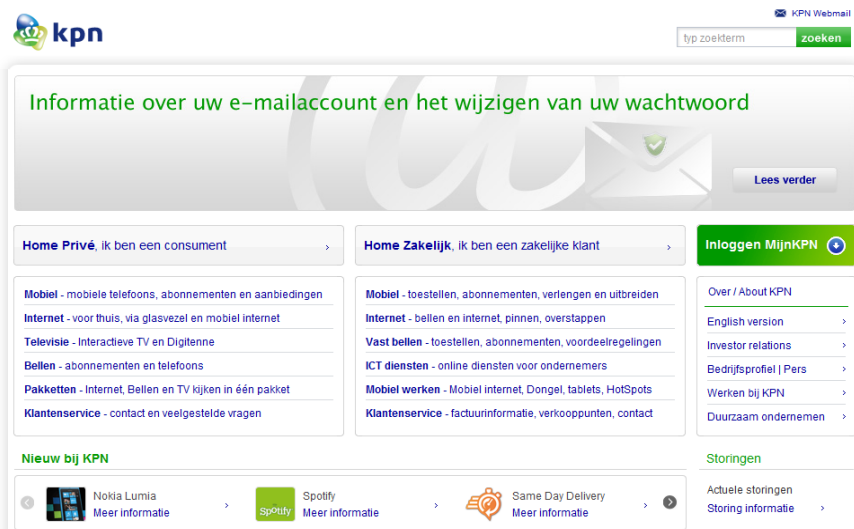 kpn
KPN Webmail
typ zoekterm
zoeken
Informatie over uw e-mailaccount en het wijzigen van uw wachtwoord
Lees verder
Home Privé, ik ben een consument
Home Zakelijk, ik ben een zakelijke klant
Inloggen MijnKPN
Mobiel - mobiele telefoons, abonnementen en aanbiedingen
Internet - voor thuis, via glasvezel en mobiel internet
Televisie - Interactieve TV en Digitenne
Bellen - abonnementen en telefoons
Pakketten - Internet, Bellen en TV kijken in één pakket
Klantenservice - contact en veelgestelde vragen
Mobiel - toestellen, abonnementen, verlengen en uitbreiden
Internet - bellen en internet, pinnen, overstappen
Vast bellen - toestellen, abonnementen, voordeelregelingen
ICT diensten - online diensten voor ondernemers
Mobiel werken - Mobiel internet, Dongel, tablets, HotSpots
Klantenservice - factuurinformatie, verkooppunten, contact
Over / About KPN
English version
Investor relations
Bedrijfsprofiel | Pers
Werken bij KPN
Duurzaam ondernemen
Nieuw bij KPN
Nokia Lumia
Meer informatie
Spotify
Spotify
Meer informatie
Same Day Delivery
Meer informatie
Storingen
Actuele storingen
Storing informatie